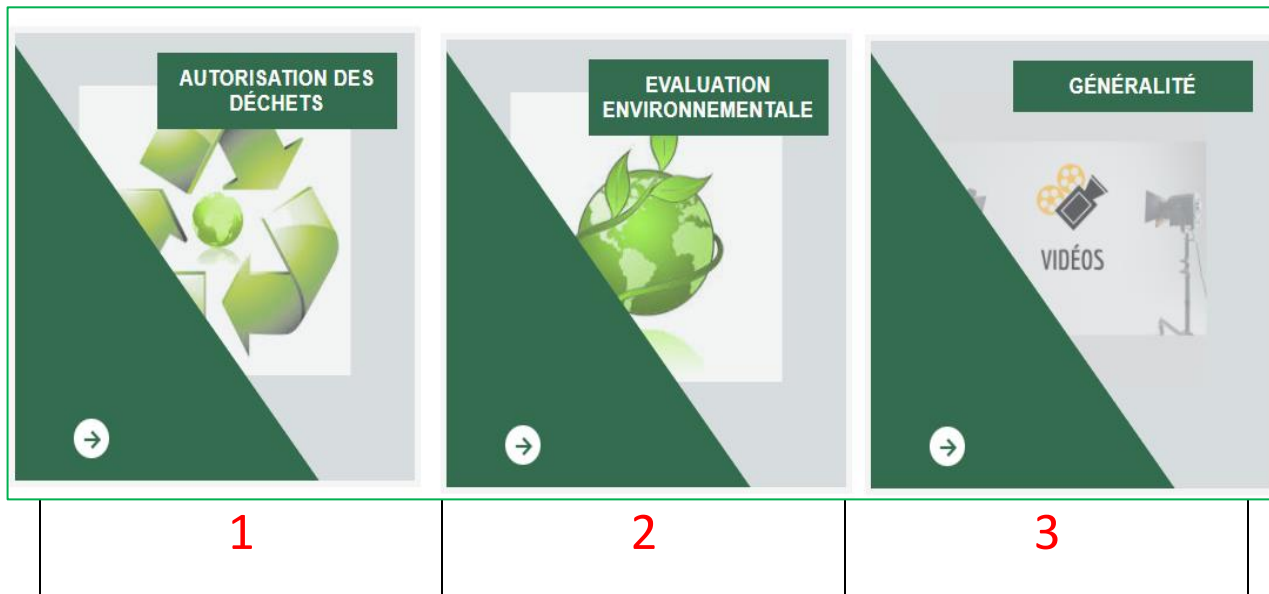 AUTORISATION DES
DÉCHETS
EVALUATION
ENVIRONNEMENTALE
GÉNÉRALITÉ
VIDÉOS
1
2
3